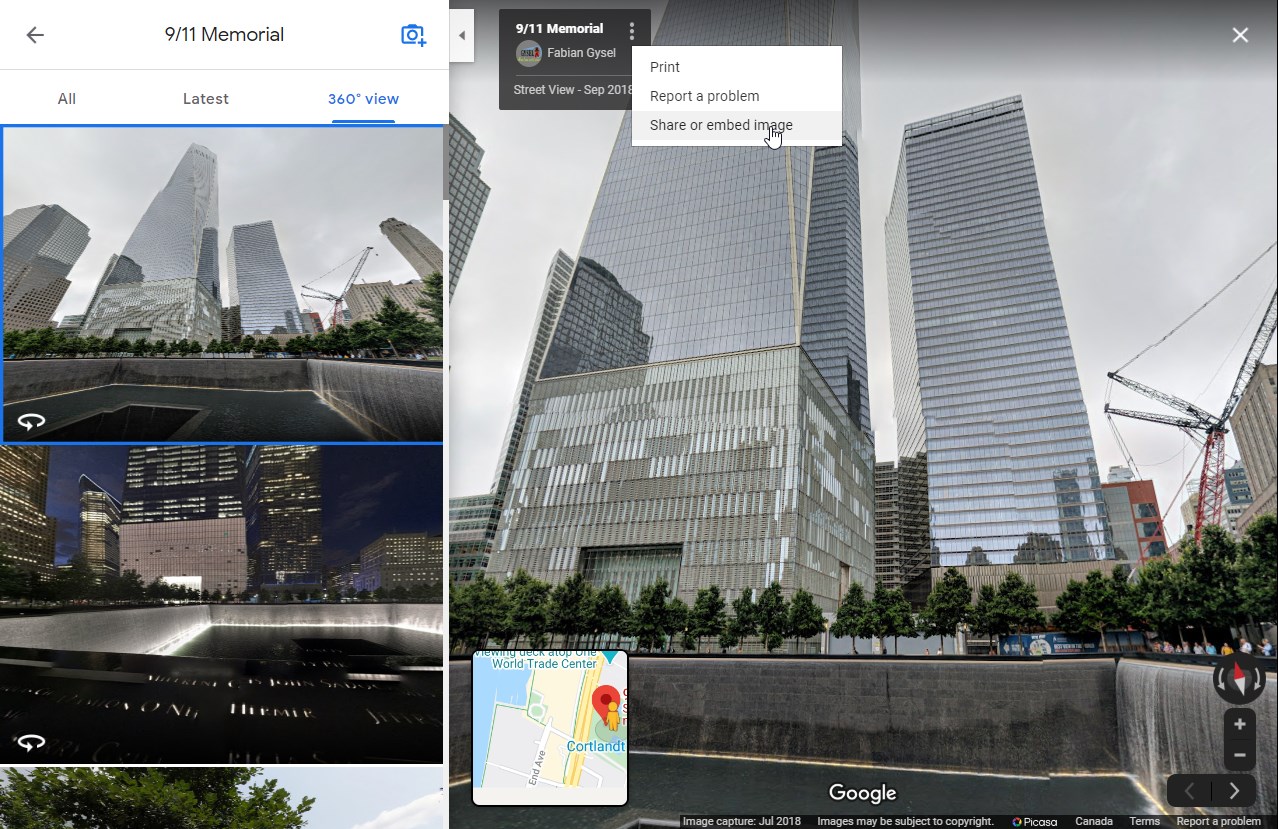 9/11 Memorial
All
Latest
360° view
9/11 Memorial
Fabian Gysel
Street View - Sep 2018
Print
Report a problem
Share or embed image
Viewing deck atop One
World Trade Center
Cortlandt
End Ave
Google
Image capture: Jul 2018
Images may be subject to copyright.
Picasa
Canada
Terms
Report a problem